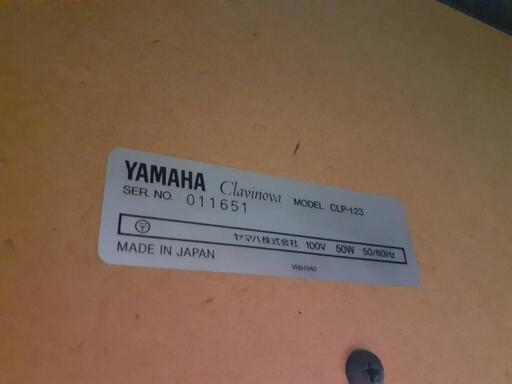 YAMAHA Clavinova MODEL CLP-123
SER. NO. 011651
〒 ヤマハ株式会社 100V 50W 50/60Hz
MADE IN JAPAN